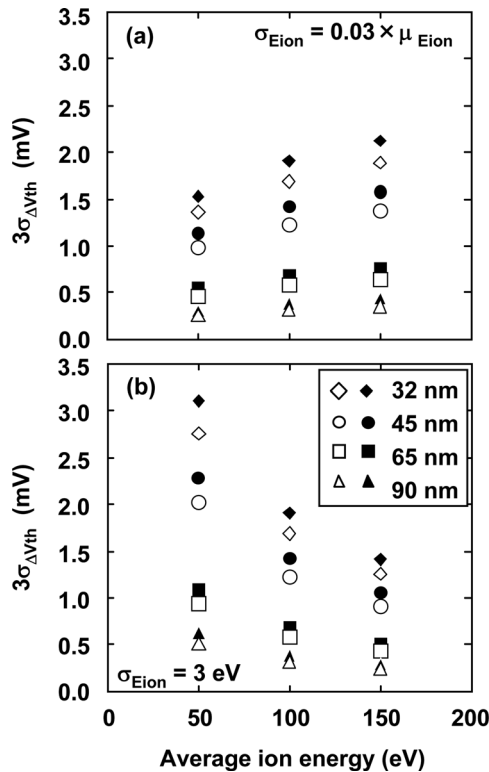 (a)
σEion = 0.03 × μ Eion
3.5
3.0
2.5
2.0
1.5
1.0
0.5
0.0
3σΔVth (mV)
(b)
3.5
3.0
2.5
2.0
1.5
1.0
0.5
0.0
3σΔVth (mV)
32 nm
45 nm
65 nm
90 nm
σEion = 3 eV
0 50 100 150 200
Average ion energy (eV)